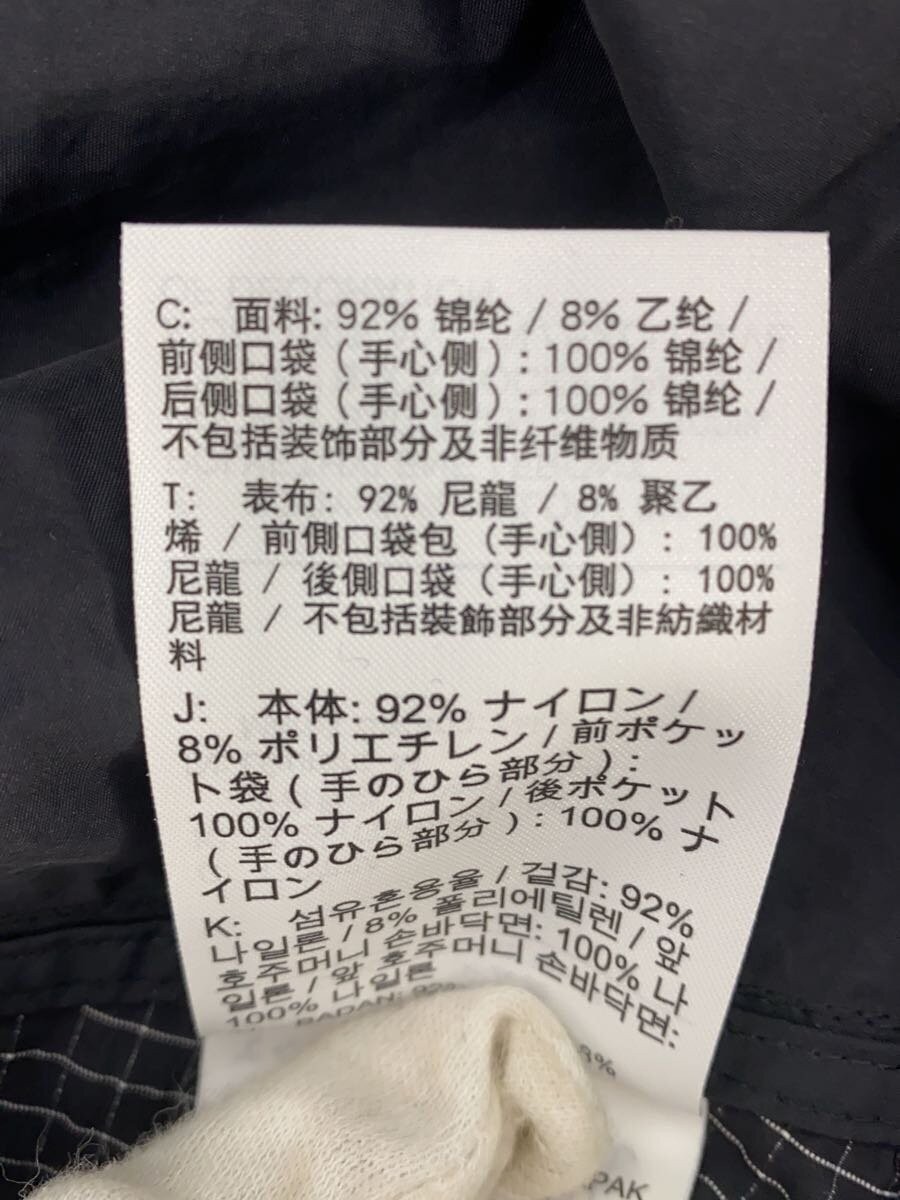 C: 面料: 92% 锦纶 / 8% 乙纶 /
前侧口袋 ( 手心侧 ) : 100% 锦纶 /
后侧口袋 ( 手心侧 ) : 100% 锦纶 /
不包括装饰部分及非纤维物质
T: 表布: 92% 尼龍 / 8% 聚乙
烯 / 前側口袋包 (手心側) : 100%
尼龍 / 後側口袋 (手心側) : 100%
尼龍 / 不包括裝飾部分及非紡織材
料
J: 本体: 92% ナイロン /
8% ポリエチレン / 前ポケッ
ト袋 ( 手のひら部分 ) :
100% ナイロン / 後ポケット
( 手のひら部分 ) : 100% ナ
イロン
K: 섬유혼용율 / 겉감: 92%
나일론 / 8% 폴리에틸렌 / 앞
호주머니 손바닥면: 100% 나
일론 / 앞 호주머니 손바닥면:
100% 나일론
BADAN: 92%
8%
PAK